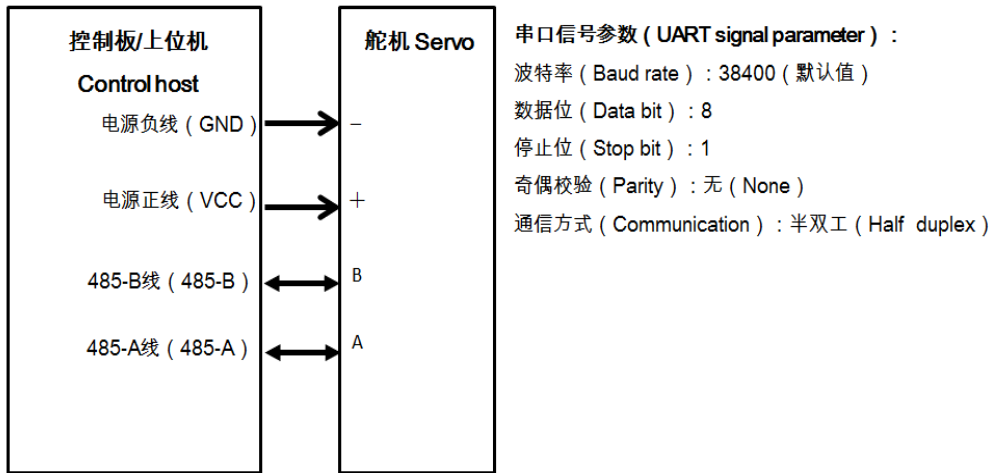 控制板/上位机
Control host
电源负线（GND）
电源正线（VCC）
485-B线（485-B）
485-A线（485-A）
舵机 Servo
−
+
B
A
串口信号参数（UART signal parameter）：
波特率（Baud rate）：38400（默认值）
数据位（Data bit）：8
停止位（Stop bit）：1
奇偶校验（Parity）：无（None）
通信方式（Communication）：半双工（Half duplex）